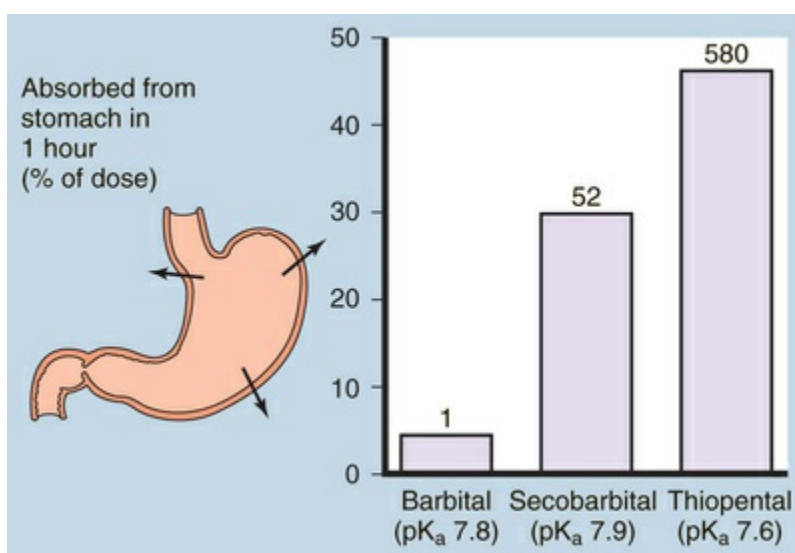 Absorbed from
stomach in
1 hour
(% of dose)
50
40
30
20
10
0
1
52
580
Barbital Secobarbital Thiopental
(pKa 7.8) (pKa 7.9) (pKa 7.6)